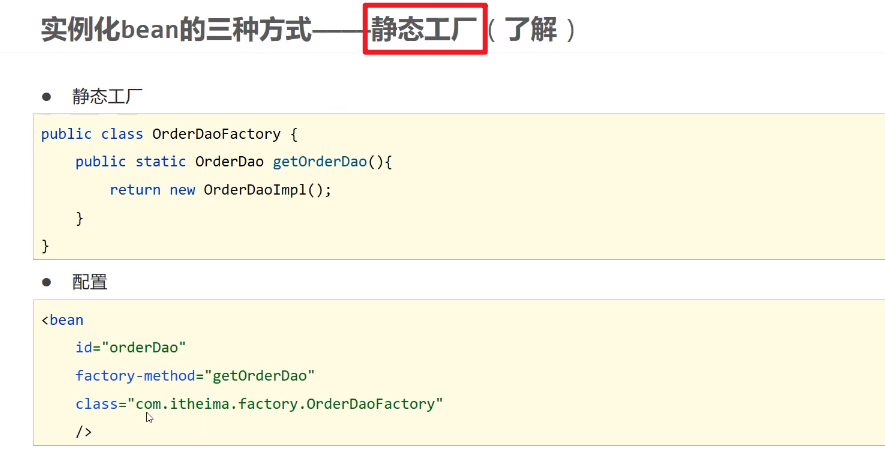 实例化bean的三种方式——静态工厂（了解）
● 静态工厂
public class OrderDaoFactory {
    public static OrderDao getOrderDao(){
        return new OrderDaoImpl();
    }
}
● 配置
<bean
    id="orderDao"
    factory-method="getOrderDao"
    class="com.itheima.factory.OrderDaoFactory"
    />